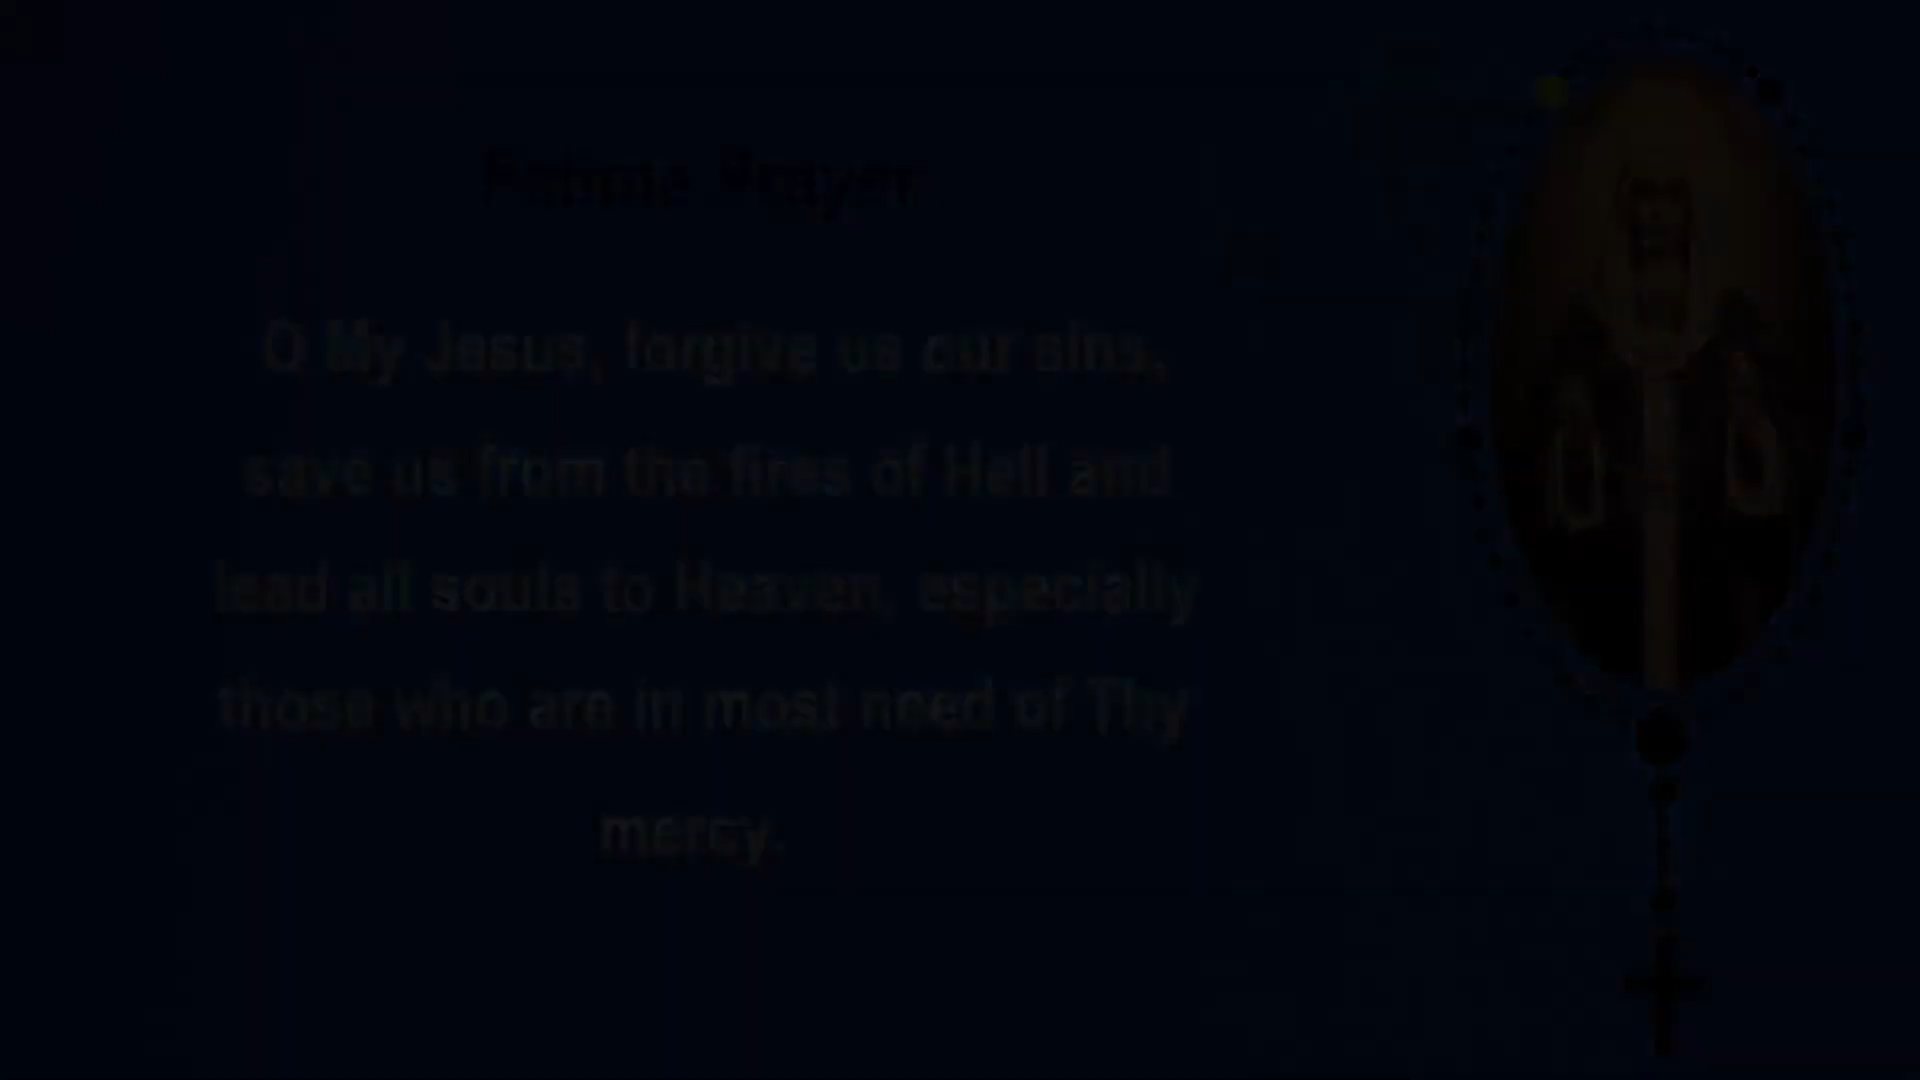 Fatima Prayer
O My Jesus, forgive us our sins,
save us from the fires of Hell and
lead all souls to Heaven, especially
those who are in most need of Thy
mercy.